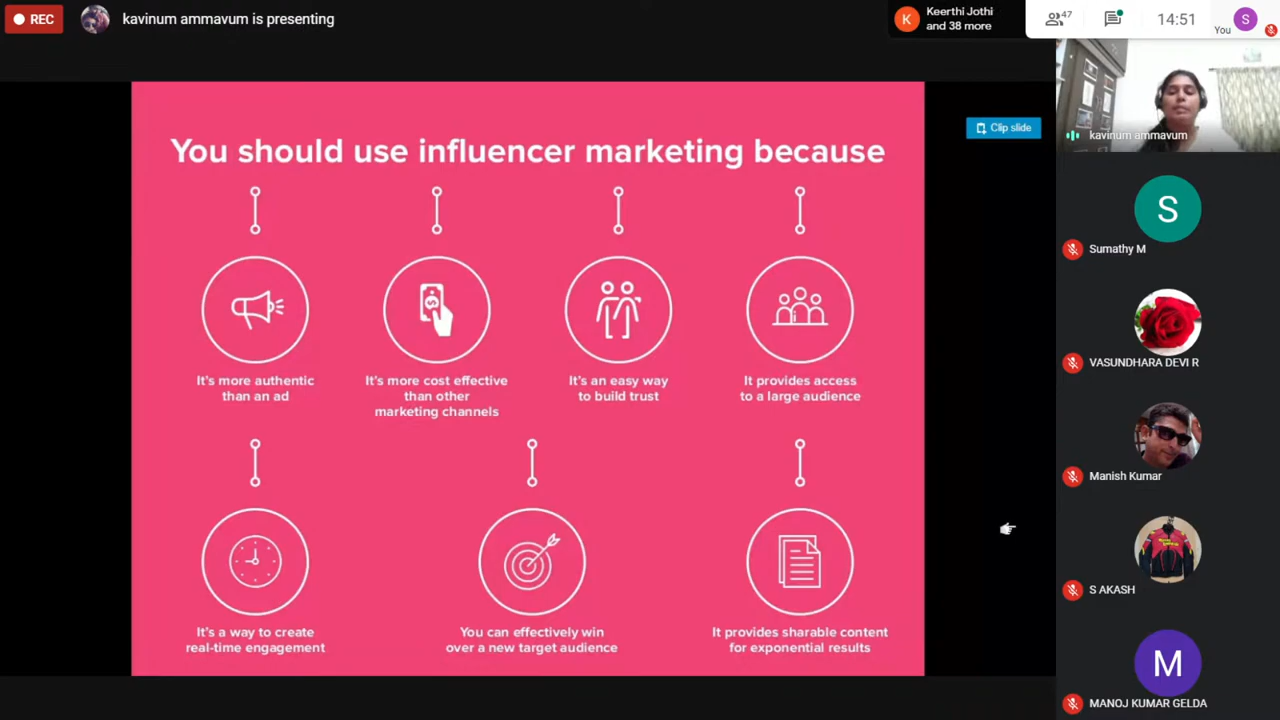 REC
kavinum ammavum is presenting
K
Keerthi Jothi
and 38 more
47
14:51
You
S
Clip slide
kavinum ammavum
You should use influencer marketing because
It's more authentic
than an ad
It's more cost effective
than other
marketing channels
It's an easy way
to build trust
It provides access
to a large audience
It's a way to create
real-time engagement
You can effectively win
over a new target audience
It provides sharable content
for exponential results
S
Sumathy M
VASUNDHARA DEVI R
Manish Kumar
S AKASH
M
MANOJ KUMAR GELDA